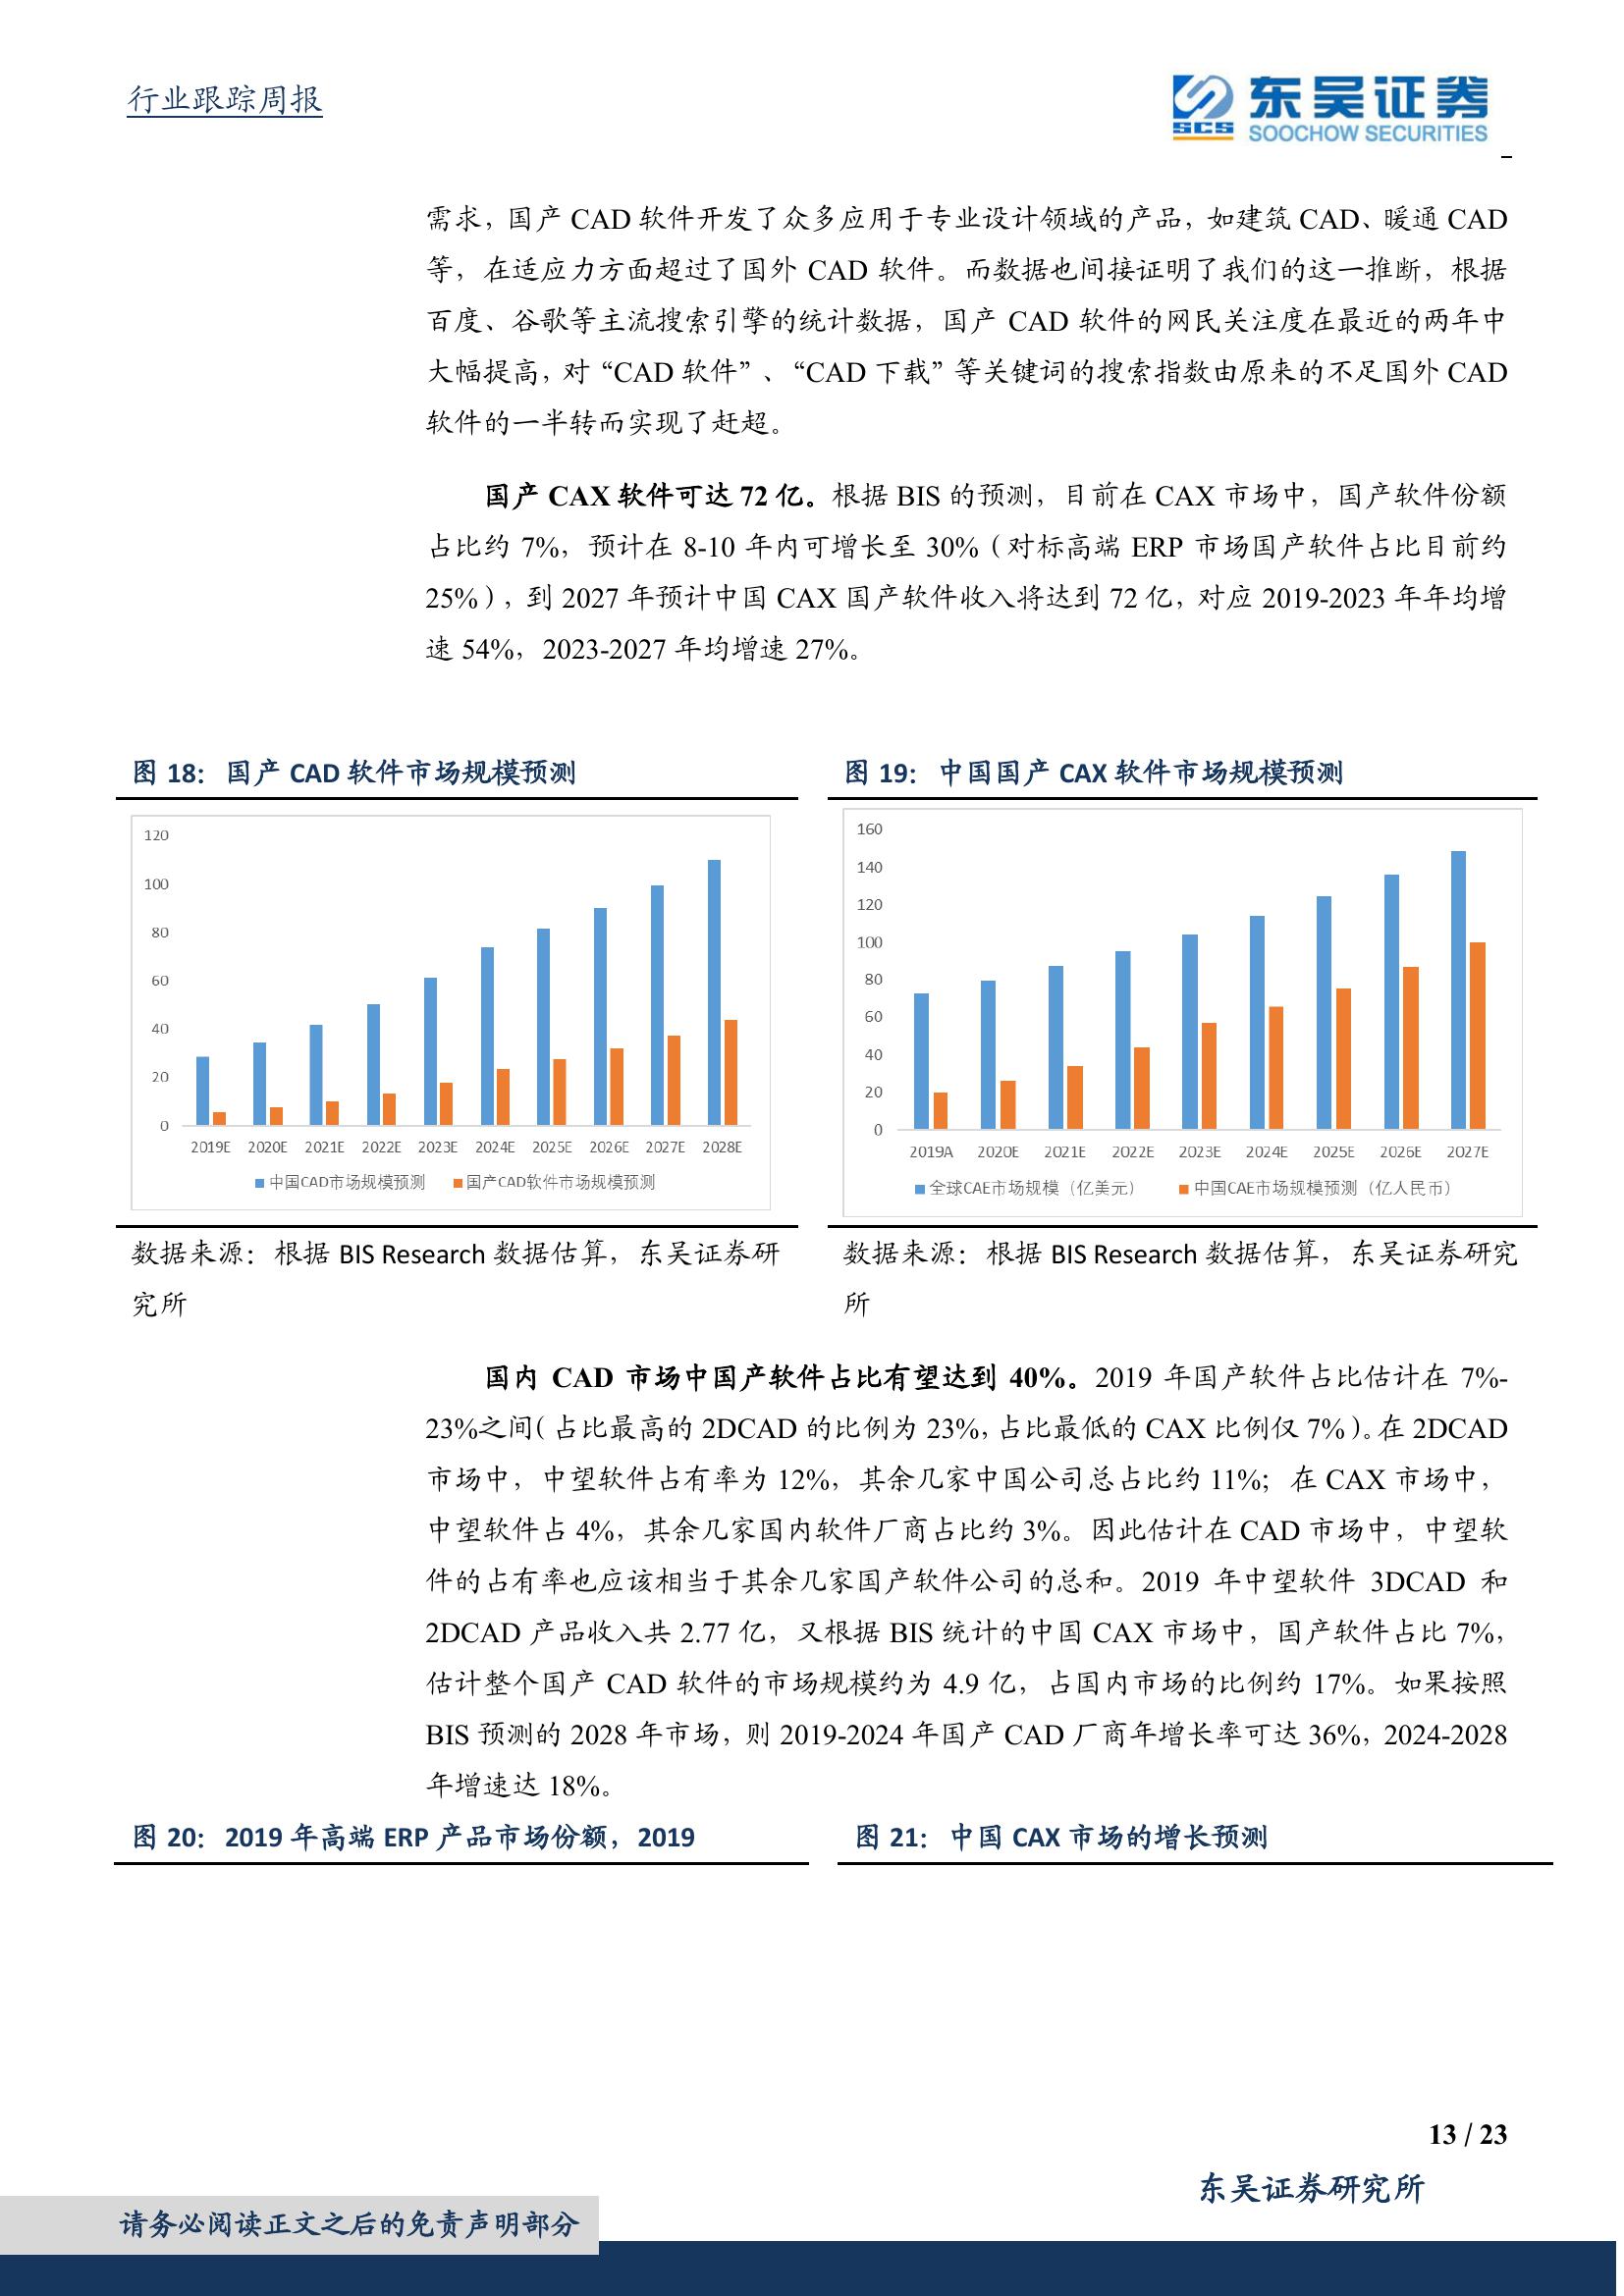 行业跟踪周报
东吴证券
SCS
SOOCHOW SECURITIES
需求，国产 CAD 软件开发了众多应用于专业设计领域的产品，如建筑 CAD、暖通 CAD
等，在适应力方面超过了国外 CAD 软件。而数据也间接证明了我们的这一推断，根据
百度、谷歌等主流搜索引擎的统计数据，国产 CAD 软件的网民关注度在最近的两年中
大幅提高，对“CAD 软件”、“CAD 下载”等关键词的搜索指数由原来的不足国外 CAD
软件的一半转而实现了赶超。
国产 CAX 软件可达 72 亿。根据 BIS 的预测，目前在 CAX 市场中，国产软件份额
占比约 7%，预计在 8-10 年内可增长至 30%（对标高端 ERP 市场国产软件占比目前约
25%），到 2027 年预计中国 CAX 国产软件收入将达到 72 亿，对应 2019-2023 年年均增
速 54%，2023-2027 年均增速 27%。
图 18：国产 CAD 软件市场规模预测
120
100
80
60
40
20
0
2019E 2020E 2021E 2022E 2023E 2024E 2025E 2026E 2027E 2028E
中国CAD市场规模预测 国产CAD软件市场规模预测
数据来源：根据 BIS Research 数据估算，东吴证券研
究所
图 19：中国国产 CAX 软件市场规模预测
160
140
120
100
80
60
40
20
0
2019A 2020E 2021E 2022E 2023E 2024E 2025E 2026E 2027E
全球CAE市场规模（亿美元） 中国CAE市场规模预测（亿人民币）
数据来源：根据 BIS Research 数据估算，东吴证券研究
所
国内 CAD 市场中国产软件占比有望达到 40%。2019 年国产软件占比估计在 7%-
23%之间（占比最高的 2DCAD 的比例为 23%，占比最低的 CAX 比例仅 7%）。在 2DCAD
市场中，中望软件占有率为 12%，其余几家中国公司总占比约 11%；在 CAX 市场中，
中望软件占 4%，其余几家国内软件厂商占比约 3%。因此估计在 CAD 市场中，中望软
件的占有率也应该相当于其余几家国产软件公司的总和。2019 年中望软件 3DCAD 和
2DCAD 产品收入共 2.77 亿，又根据 BIS 统计的中国 CAX 市场中，国产软件占比 7%，
估计整个国产 CAD 软件的市场规模约为 4.9 亿，占国内市场的比例约 17%。如果按照
BIS 预测的 2028 年市场，则 2019-2024 年国产 CAD 厂商年增长率可达 36%，2024-2028
年增速达 18%。
图 20：2019 年高端 ERP 产品市场份额，2019
图 21：中国 CAX 市场的增长预测
13 / 23
东吴证券研究所
请务必阅读正文之后的免责声明部分